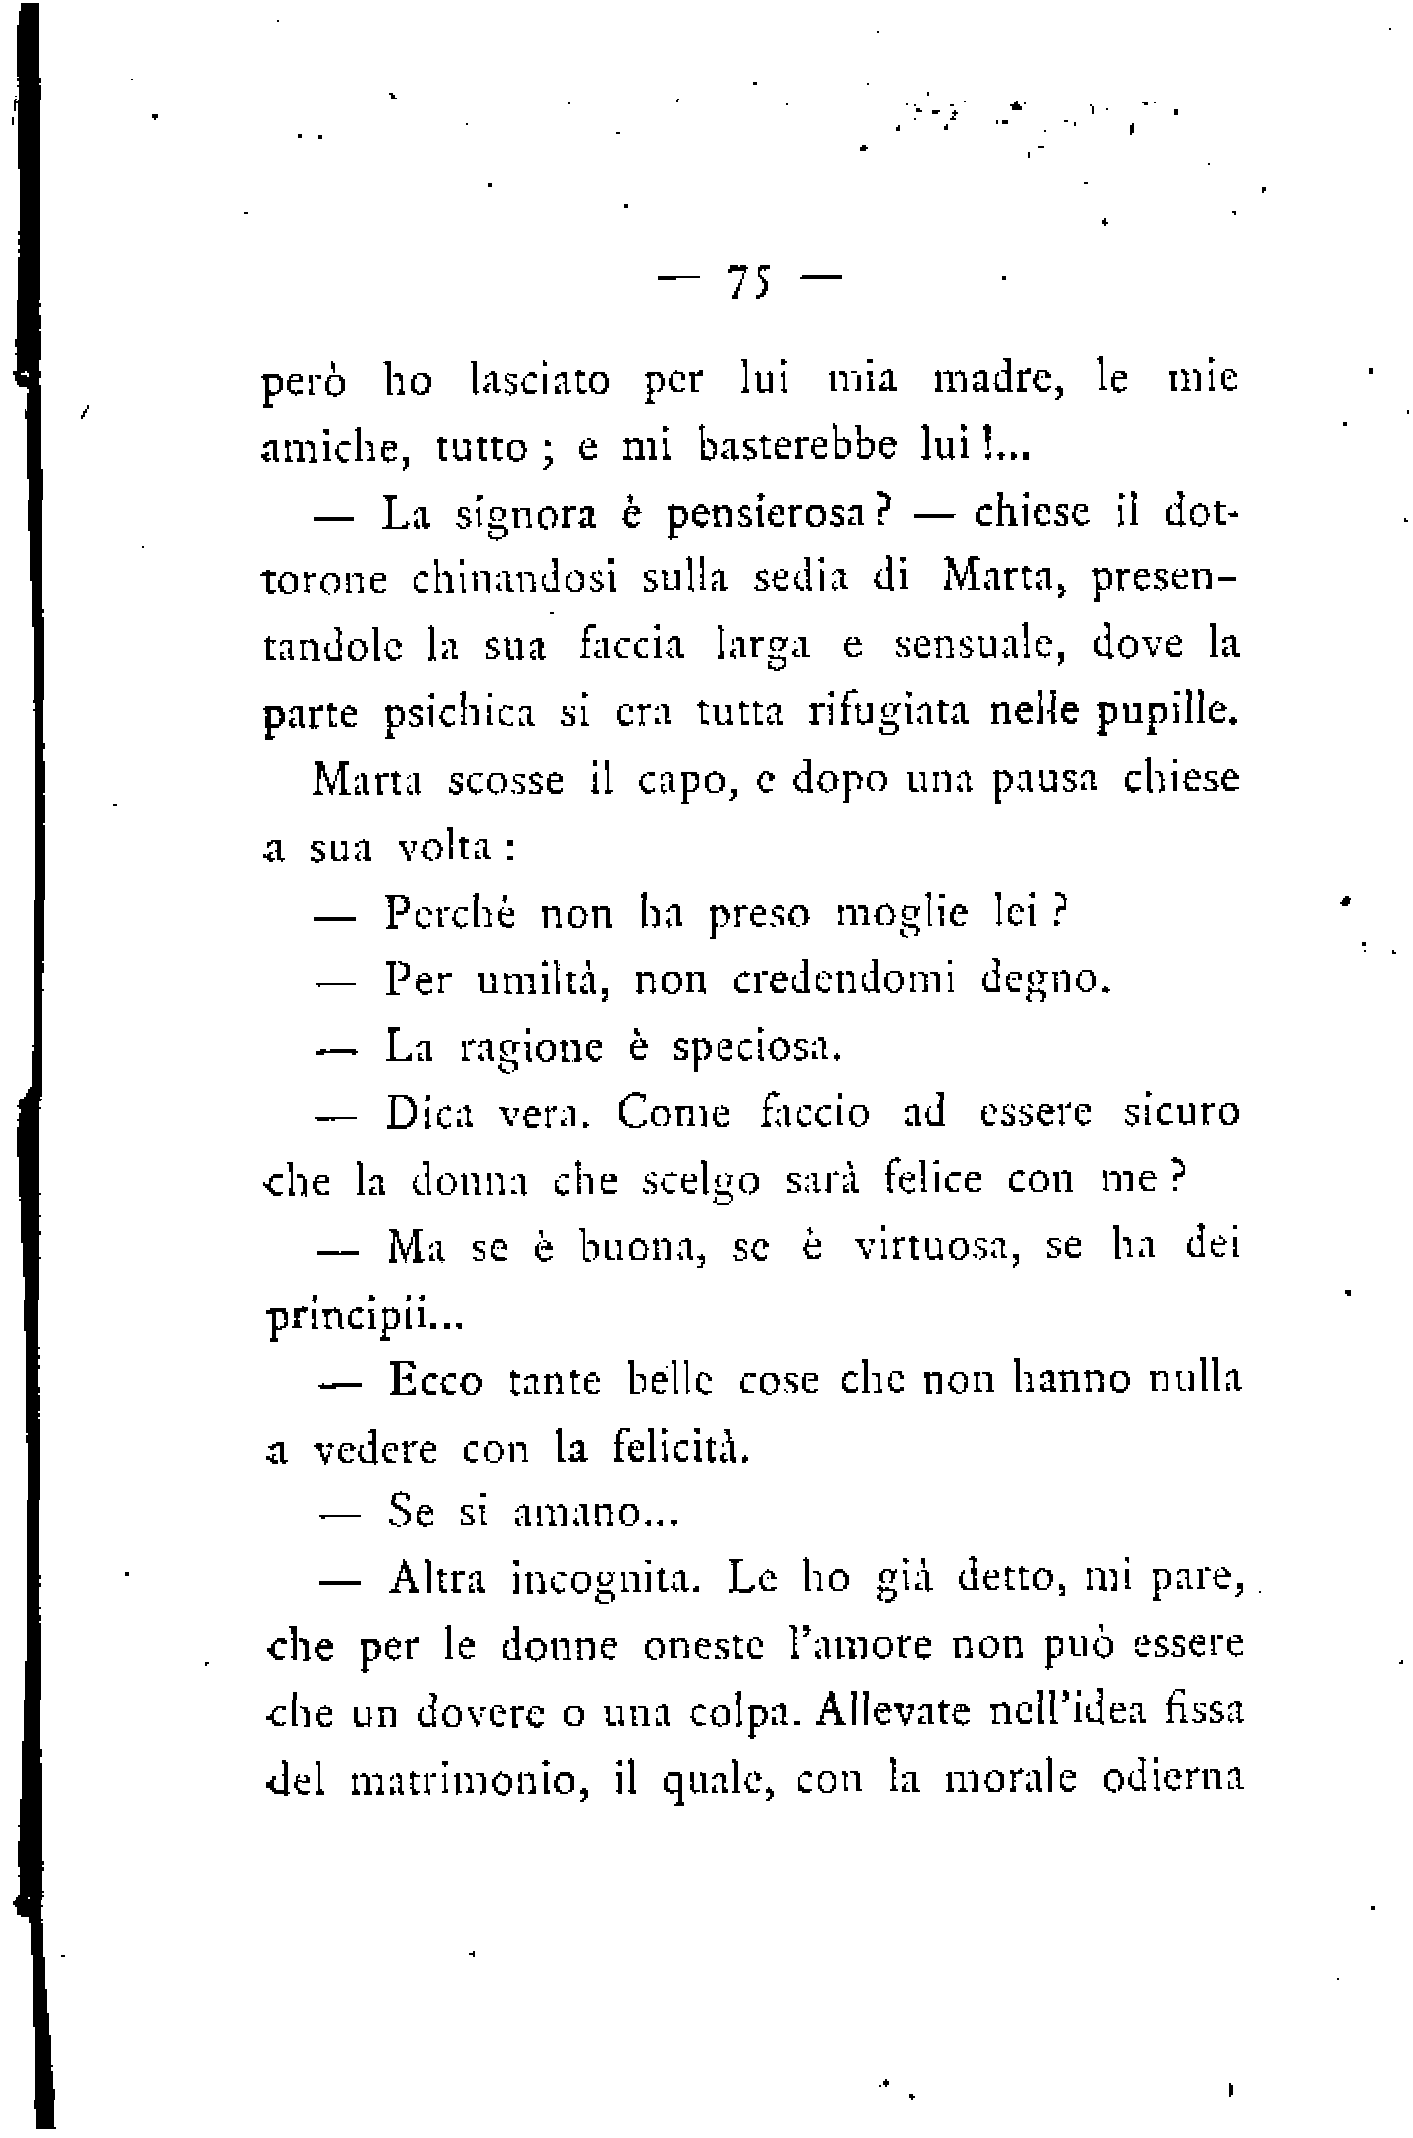 — 75 —
però ho lasciato per lui mia madre, le mie
amiche, tutto ; e mi basterebbe lui !...
— La signora è pensierosa ? — chiese il dot-
torone chinandosi sulla sedia di Marta, presen-
tandole la sua faccia larga e sensuale, dove la
parte psichica si era tutta rifugiata nelle pupille.
Marta scosse il capo, e dopo una pausa chiese
a sua volta :
— Perchè non ha preso moglie lei ?
— Per umiltà, non credendomi degno.
— La ragione è speciosa.
— Dica vera. Come faccio ad essere sicuro
che la donna che scelgo sarà felice con me ?
— Ma se è buona, se è virtuosa, se ha dei
principii...
— Ecco tante belle cose che non hanno nulla
a vedere con la felicità.
— Se si amano...
— Altra incognita. Le ho già detto, mi pare,
che per le donne oneste l'amore non può essere
che un dovere o una colpa. Allevate nell'idea fissa
del matrimonio, il quale, con la morale odierna